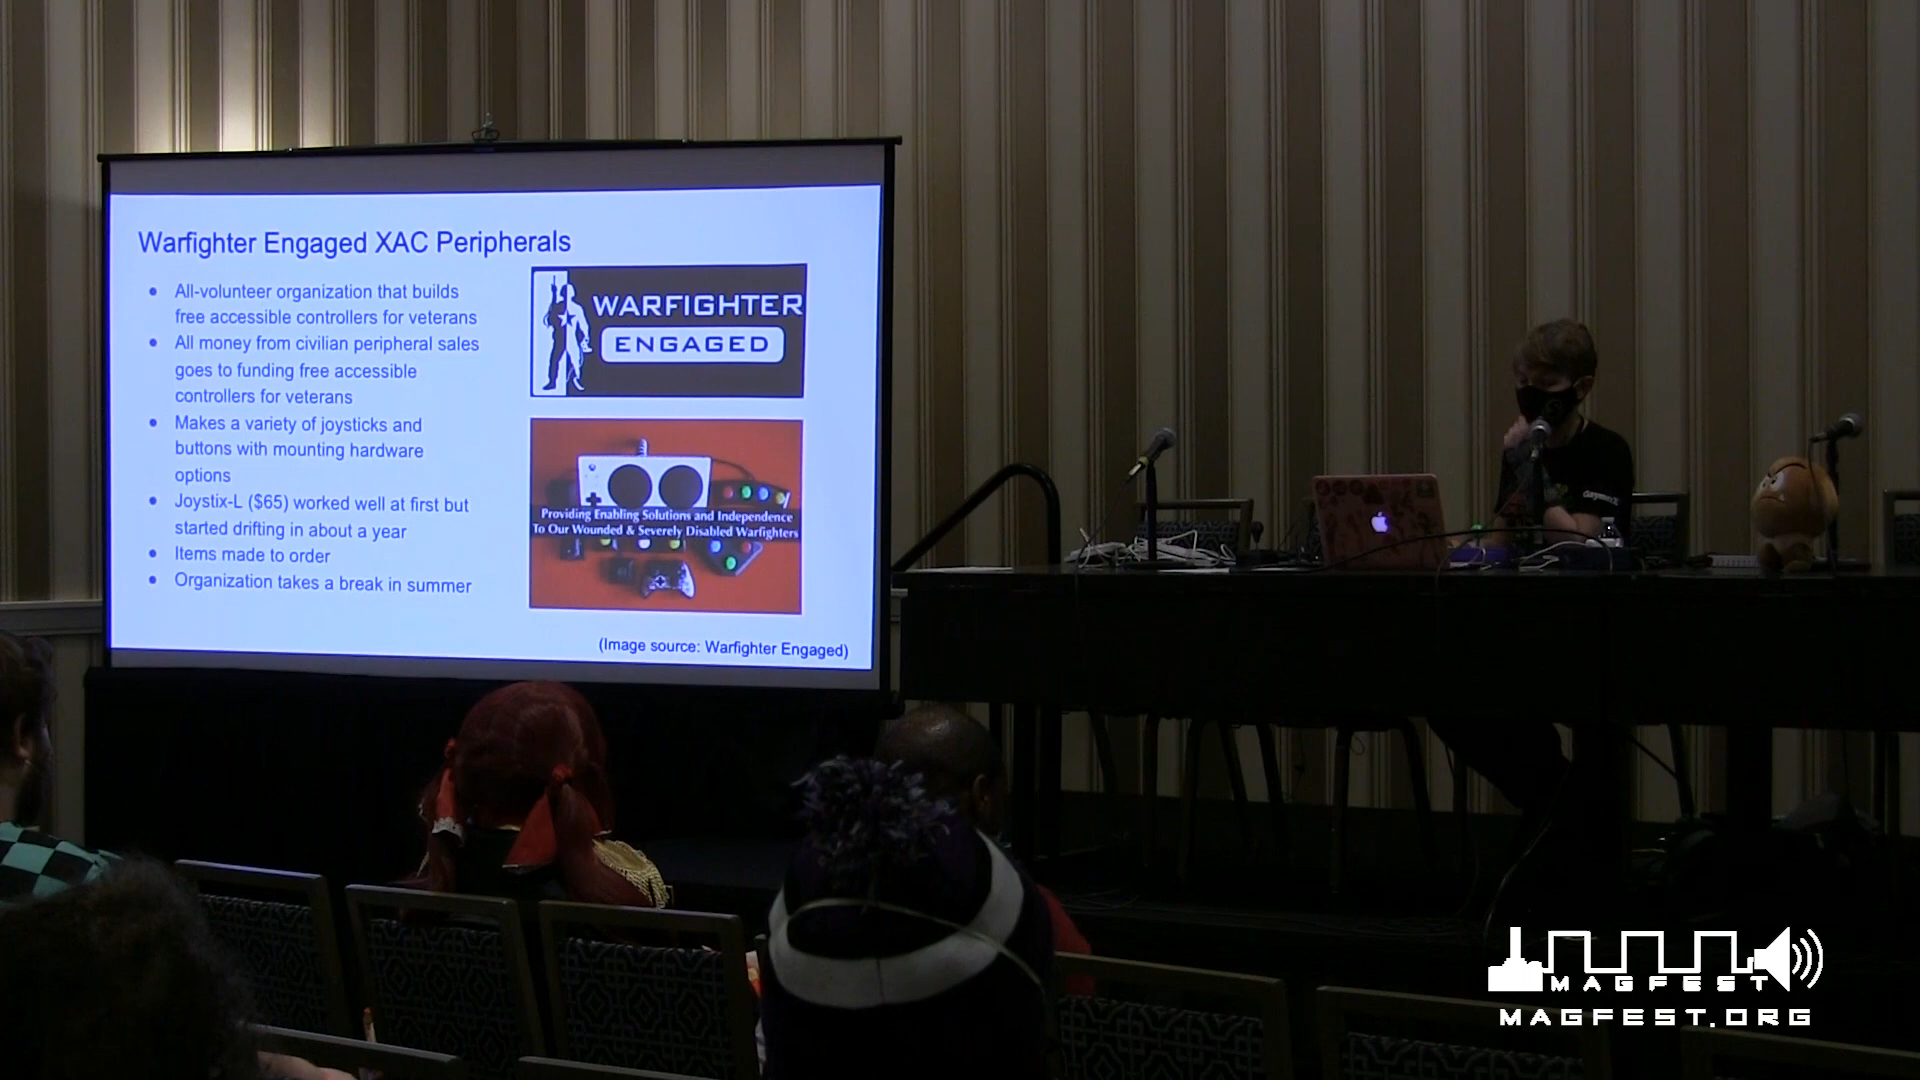 Warfighter Engaged XAC Peripherals
● All-volunteer organization that builds
free accessible controllers for veterans
● All money from civilian peripheral sales
goes to funding free accessible
controllers for veterans
● Makes a variety of joysticks and
buttons with mounting hardware
options
● Joystix-L ($65) worked well at first but
started drifting in about a year
● Items made to order
● Organization takes a break in summer
WARFIGHTER
ENGAGED
Providing Enabling Solutions and Independence
To Our Wounded & Severely Disabled Warfighters
(Image source: Warfighter Engaged)
MAGFEST
MAGFEST.ORG